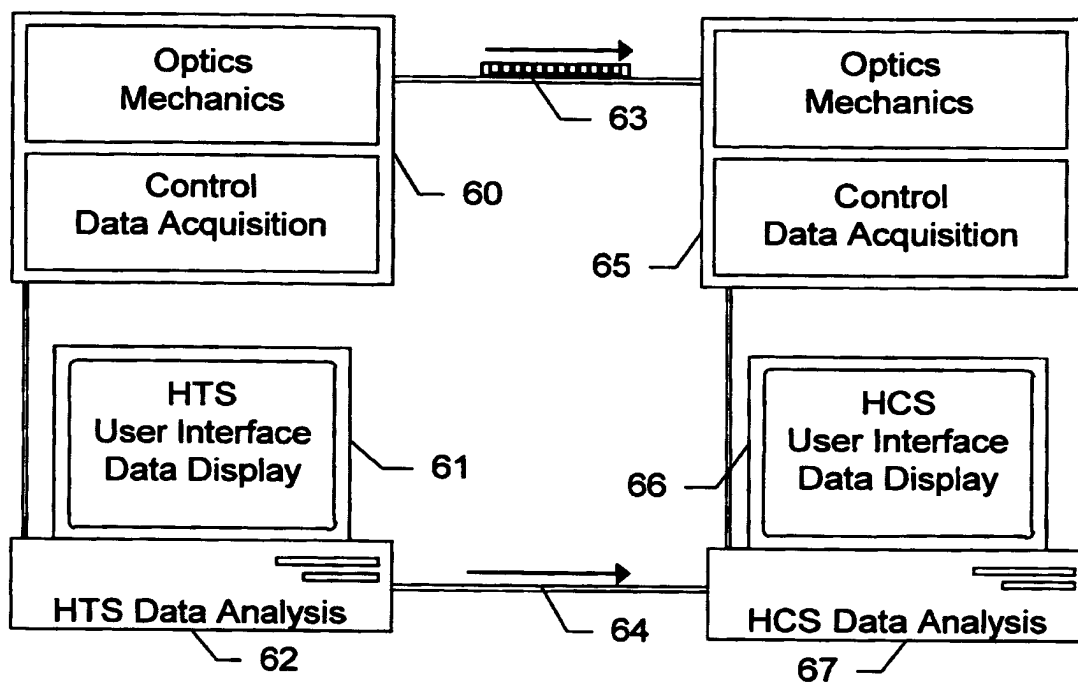 Optics
Mechanics
Control
Data Acquisition
60
63
Optics
Mechanics
Control
Data Acquisition
65
HTS
User Interface
Data Display
61
HTS Data Analysis
62
64
HCS
User Interface
Data Display
66
HCS Data Analysis
67